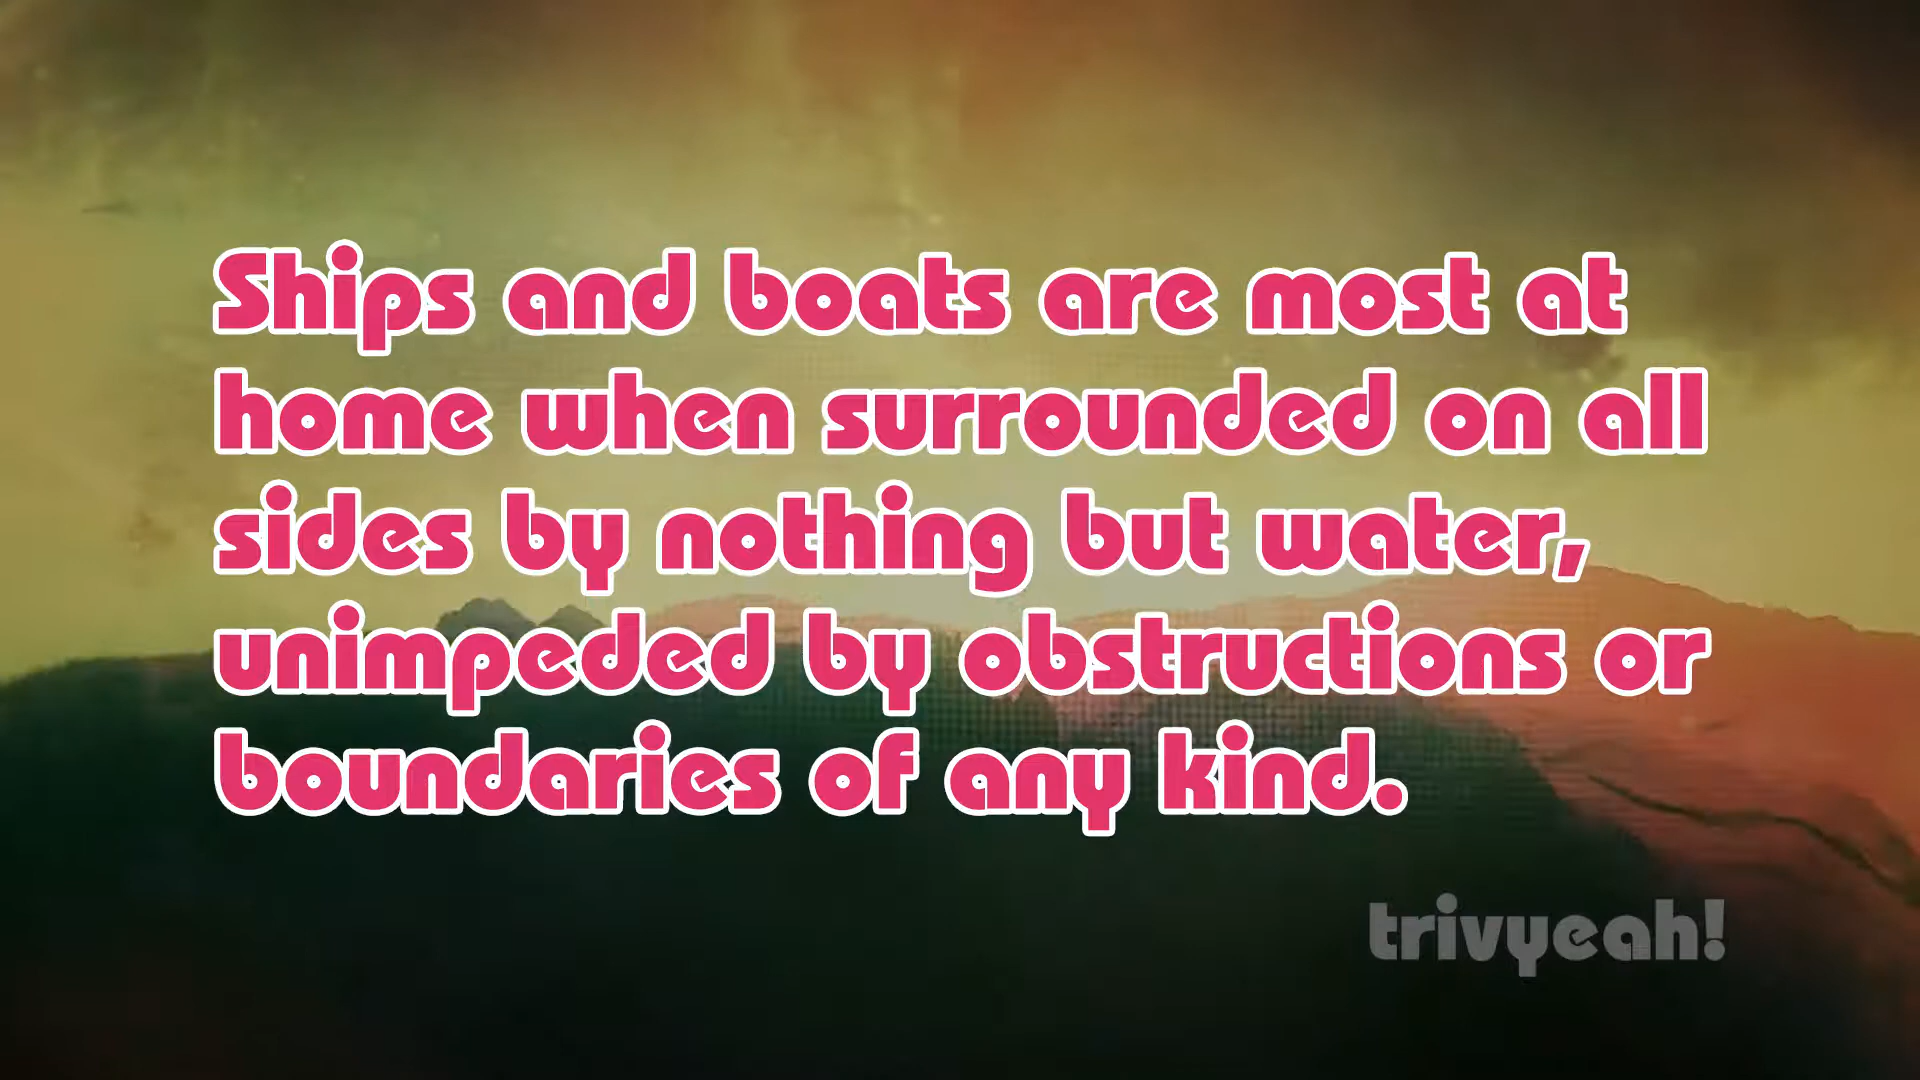 Ships and boats are most at
home when surrounded on all
sides by nothing but water,
unimpeded by obstructions or
boundaries of any kind.
trivyeah!